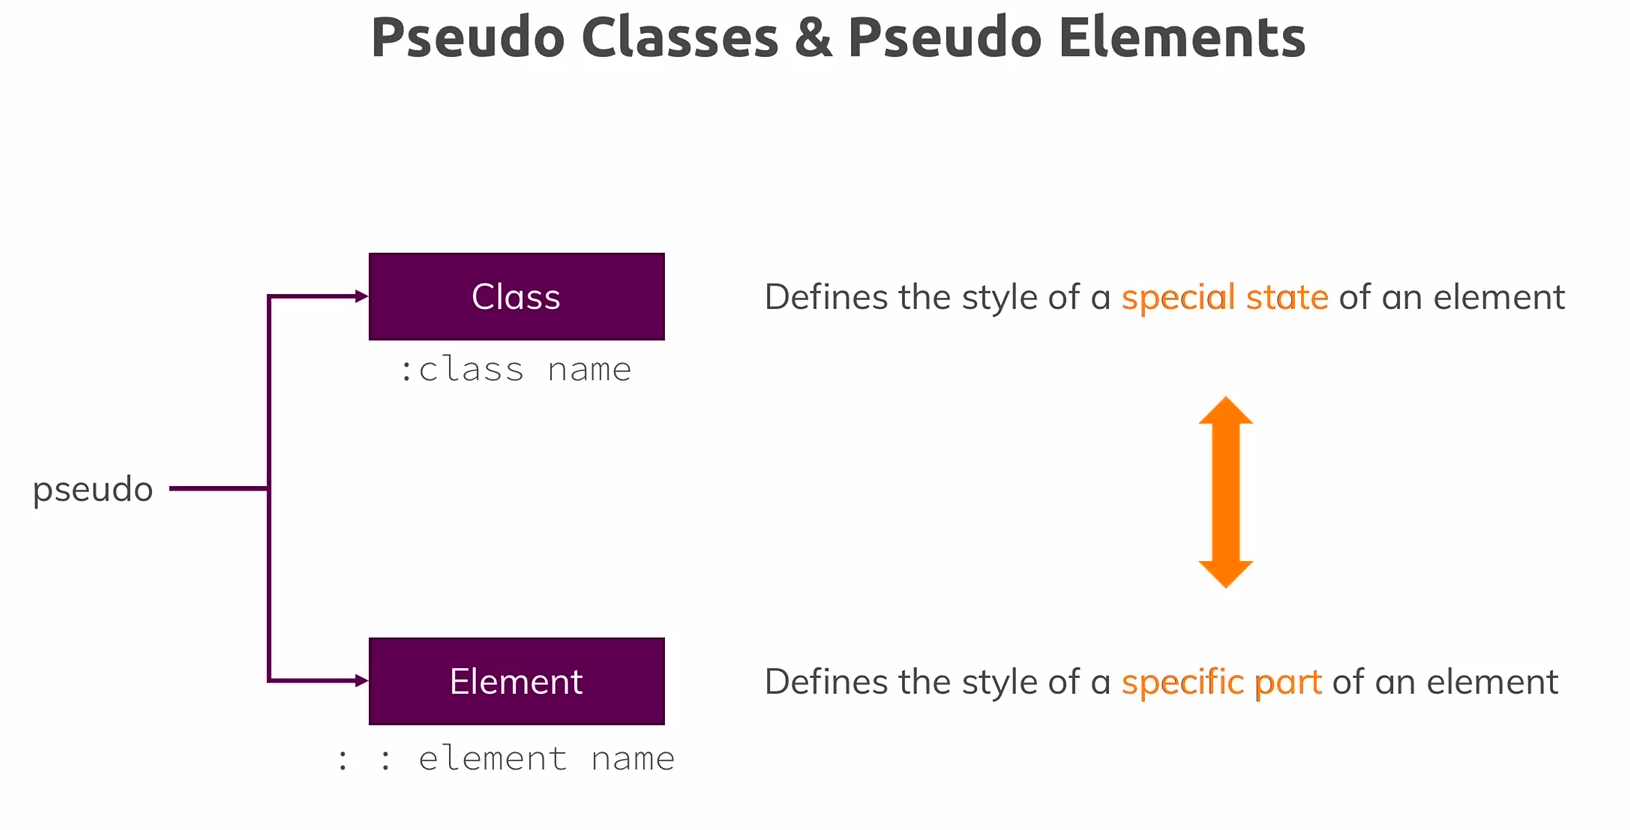 Pseudo Classes & Pseudo Elements
Class
Defines the style of a special state of an element
:class name
pseudo
Element
Defines the style of a specific part of an element
: : element name